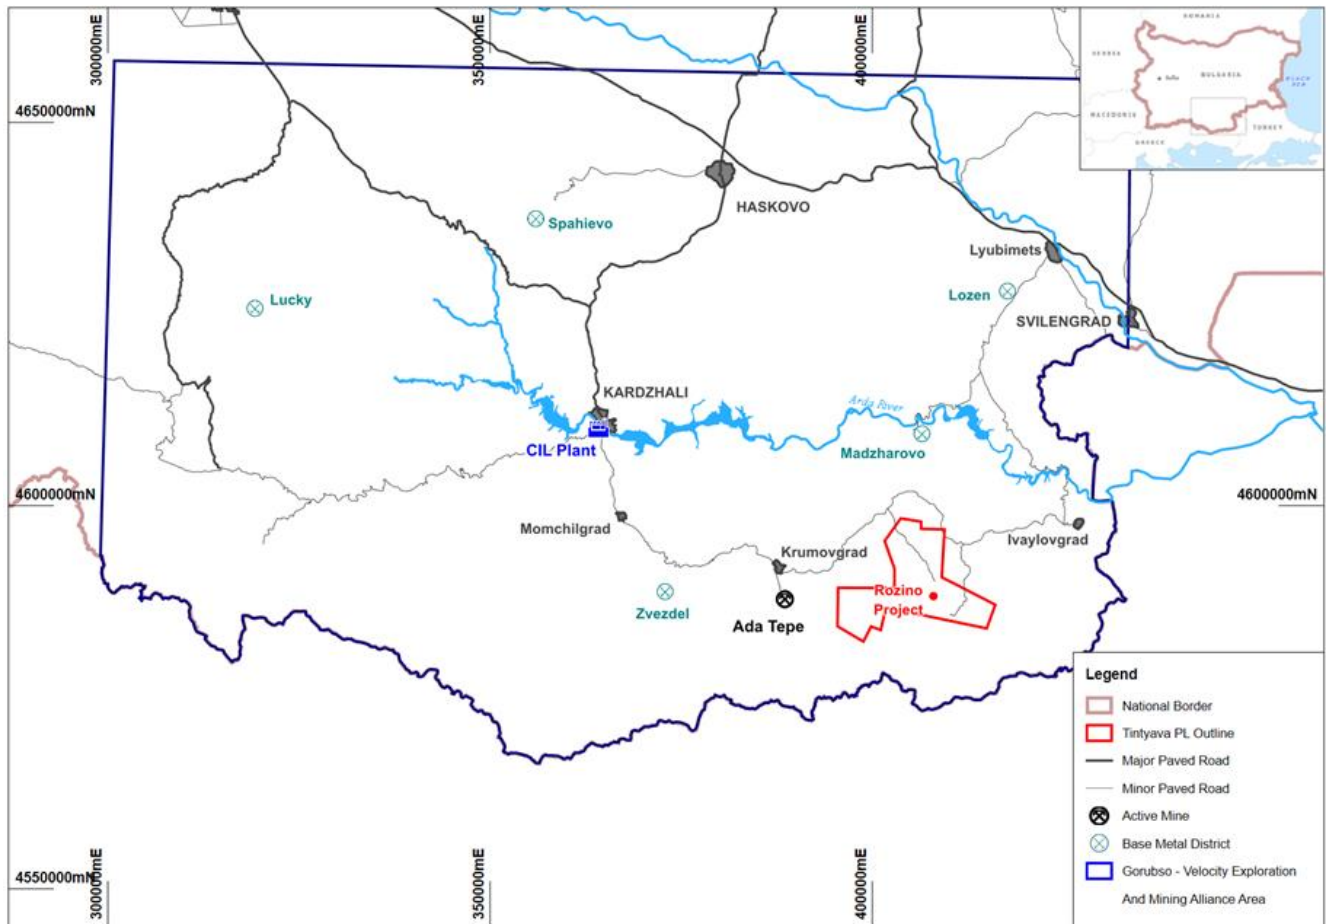 300000mE
350000mE
400000mE
ROMANIA
SERBIA
BULGARIA
Sofia
BLACK
SEA
MACEDONIA
TURKEY
GREECE
4650000mN
HASKOVO
Spahievo
Lyubimets
Lucky
Lozen
SVILENGRAD
KARDZHALI
Arda River
CIL Plant
Madzharovo
4600000mN
4600000mN
Momchilgrad
Ivaylovgrad
Krumovgrad
Rozino
Project
Zvezdel
Ada Tepe
Legend
National Border
Tintyava PL Outline
Major Paved Road
Minor Paved Road
Active Mine
Base Metal District
Gorubso - Velocity Exploration
And Mining Alliance Area
4550000mN
300000mE
350000mE
400000mE